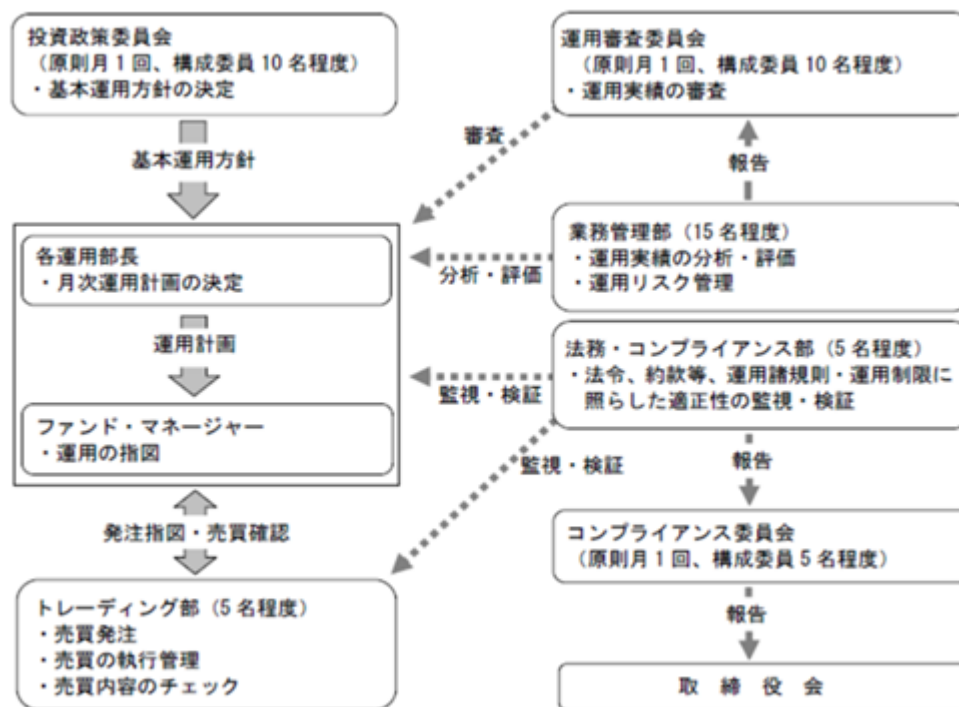 投資政策委員会
（原則月1回、構成委員10名程度）
・基本運用方針の決定
基本運用方針
各運用部長
・月次運用計画の決定
運用計画
ファンド・マネージャー
・運用の指図
発注指図・売買確認
トレーディング部（5名程度）
・売買発注
・売買の執行管理
・売買内容のチェック
運用審査委員会
（原則月1回、構成委員10名程度）
・運用実績の審査
審査
報告
業務管理部（15名程度）
・運用実績の分析・評価
・運用リスク管理
分析・評価
法務・コンプライアンス部（5名程度）
・法令、約款等、運用諸規則・運用制限に
照らした適正性の監視・検証
監視・検証
監視・検証
報告
コンプライアンス委員会
（原則月1回、構成委員5名程度）
報告
取締役会